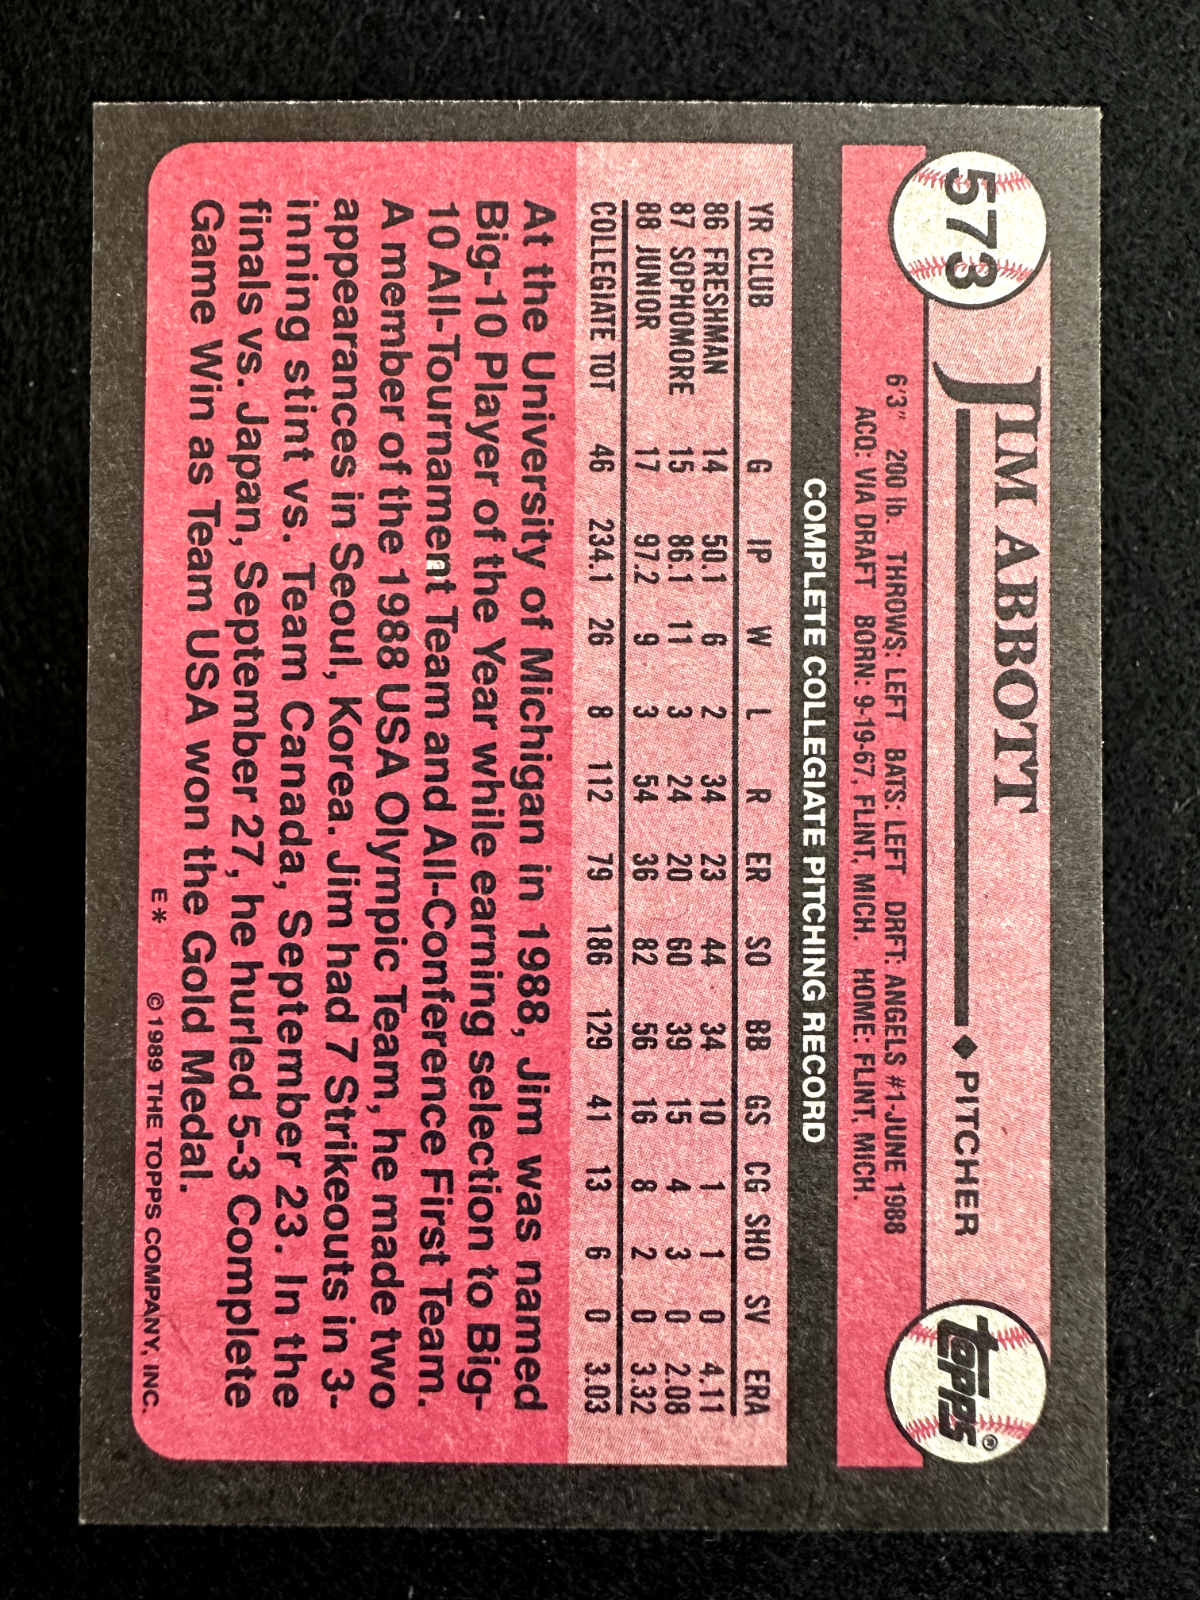 573
JIM ABBOTT
◆ PITCHER
topps®
6'3" 200 lb. THROWS: LEFT BATS: LEFT DRFT: ANGELS #1-JUNE 1988
ACQ: VIA DRAFT BORN: 9-19-67, FLINT, MICH. HOME: FLINT, MICH.
COMPLETE COLLEGIATE PITCHING RECORD
YR CLUB G IP W L R ER SO BB GS CG SHO SV ERA
86 FRESHMAN 14 50.1 6 2 34 23 44 34 10 1 1 0 4.11
87 SOPHOMORE 15 86.1 11 3 24 20 60 39 15 4 3 0 2.08
88 JUNIOR 17 97.2 9 3 54 36 82 56 16 8 2 0 3.32
COLLEGIATE TOT 46 234.1 26 8 112 79 186 129 41 13 6 0 3.03
At the University of Michigan in 1988, Jim was named
Big-10 Player of the Year while earning selection to Big-
10 All-Tournament Team and All-Conference First Team.
A member of the 1988 USA Olympic Team, he made two
appearances in Seoul, Korea. Jim had 7 Strikeouts in 3-
inning stint vs. Team Canada, September 23. In the
finals vs. Japan, September 27, he hurled 5-3 Complete
Game Win as Team USA won the Gold Medal.
E* © 1989 THE TOPPS COMPANY, INC.